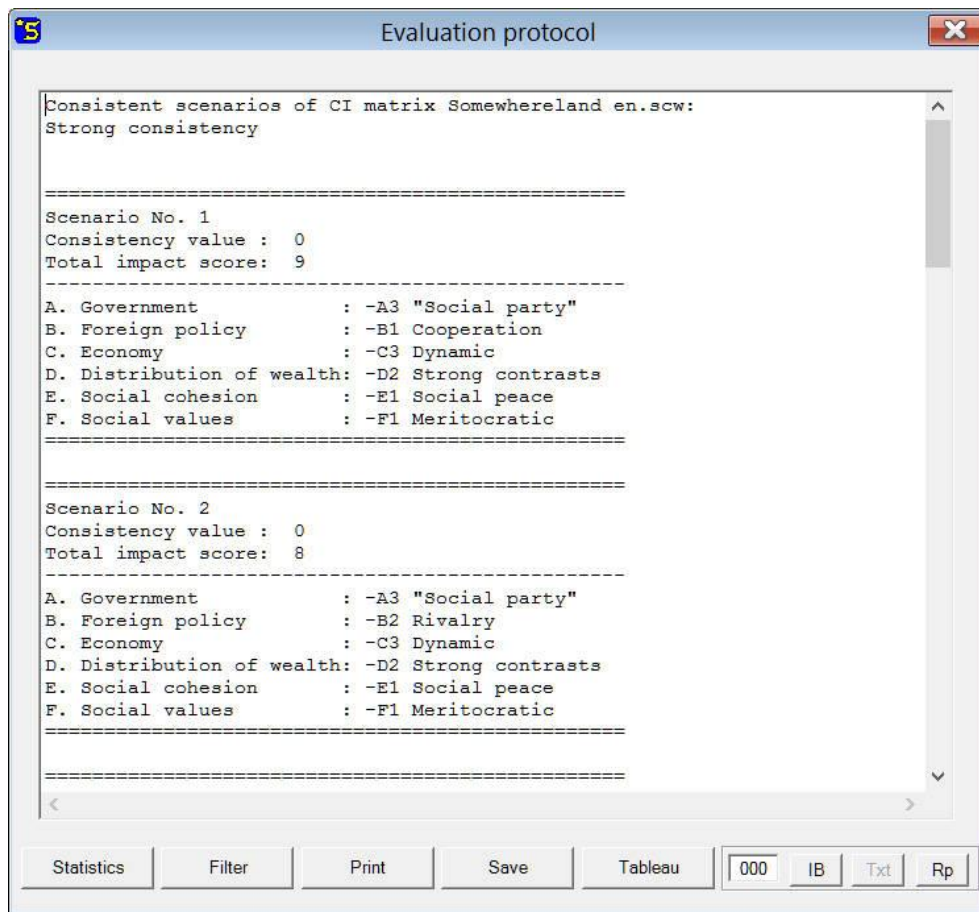 Evaluation protocol
Consistent scenarios of CI matrix Somewhereland en.scw:
Strong consistency
=================================================
Scenario No. 1
Consistency value :  0
Total impact score:  9
-------------------------------------------------
A. Government          : -A3 "Social party"
B. Foreign policy      : -B1 Cooperation
C. Economy             : -C3 Dynamic
D. Distribution of wealth: -D2 Strong contrasts
E. Social cohesion     : -E1 Social peace
F. Social values       : -F1 Meritocratic
=================================================
=================================================
Scenario No. 2
Consistency value :  0
Total impact score:  8
-------------------------------------------------
A. Government          : -A3 "Social party"
B. Foreign policy      : -B2 Rivalry
C. Economy             : -C3 Dynamic
D. Distribution of wealth: -D2 Strong contrasts
E. Social cohesion     : -E1 Social peace
F. Social values       : -F1 Meritocratic
=================================================
=================================================
Statistics Filter Print Save Tableau 000 IB Txt Rp